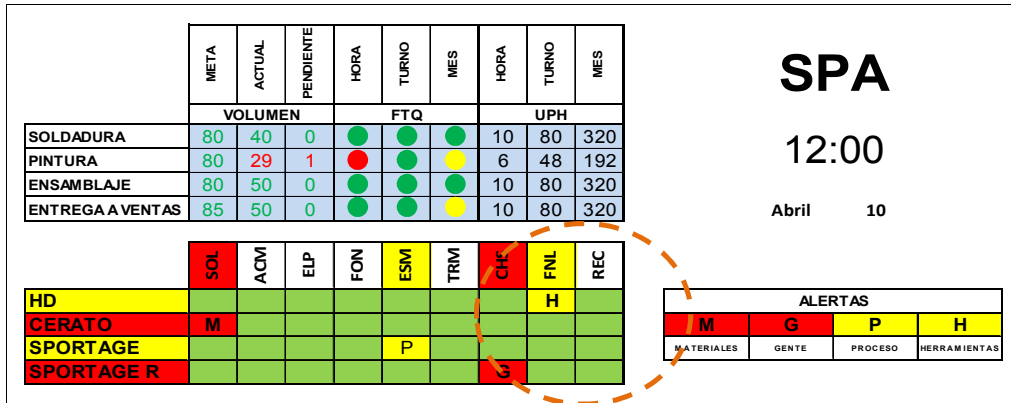 META ACTUAL PENDIENTE HORA TURNO MES HORA TURNO MES
VOLUMEN FTQ UPH
SOLDADURA 80 40 0 10 80 320
PINTURA 80 29 1 6 48 192
ENSAMBLAJE 80 50 0 10 80 320
ENTREGA A VENTAS 85 50 0 10 80 320
SPA
12:00
Abril 10
SOL ACM ELP FON ESM TRM CHS FNL REC
HD H
CERATO M
SPORTAGE P
SPORTAGE R G
ALERTAS
M G P H
MATERIALES GENTE PROCESO HERRAMIENTAS